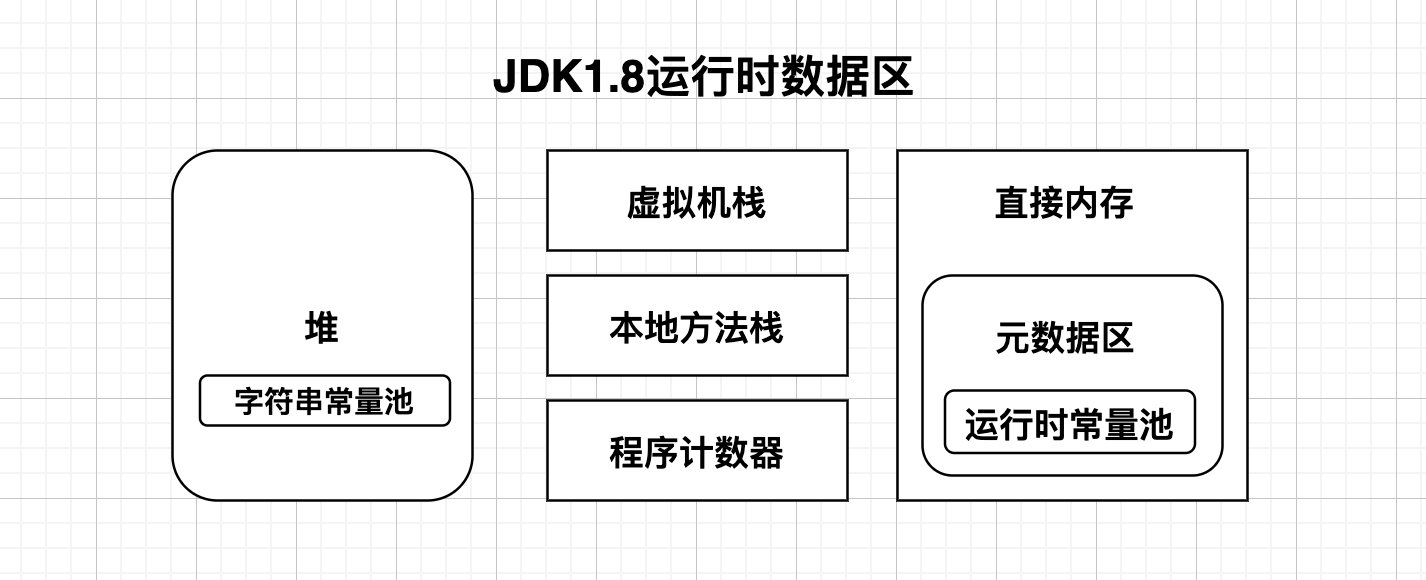 JDK1.8运行时数据区
堆
字符串常量池
虚拟机栈
本地方法栈
程序计数器
直接内存
元数据区
运行时常量池